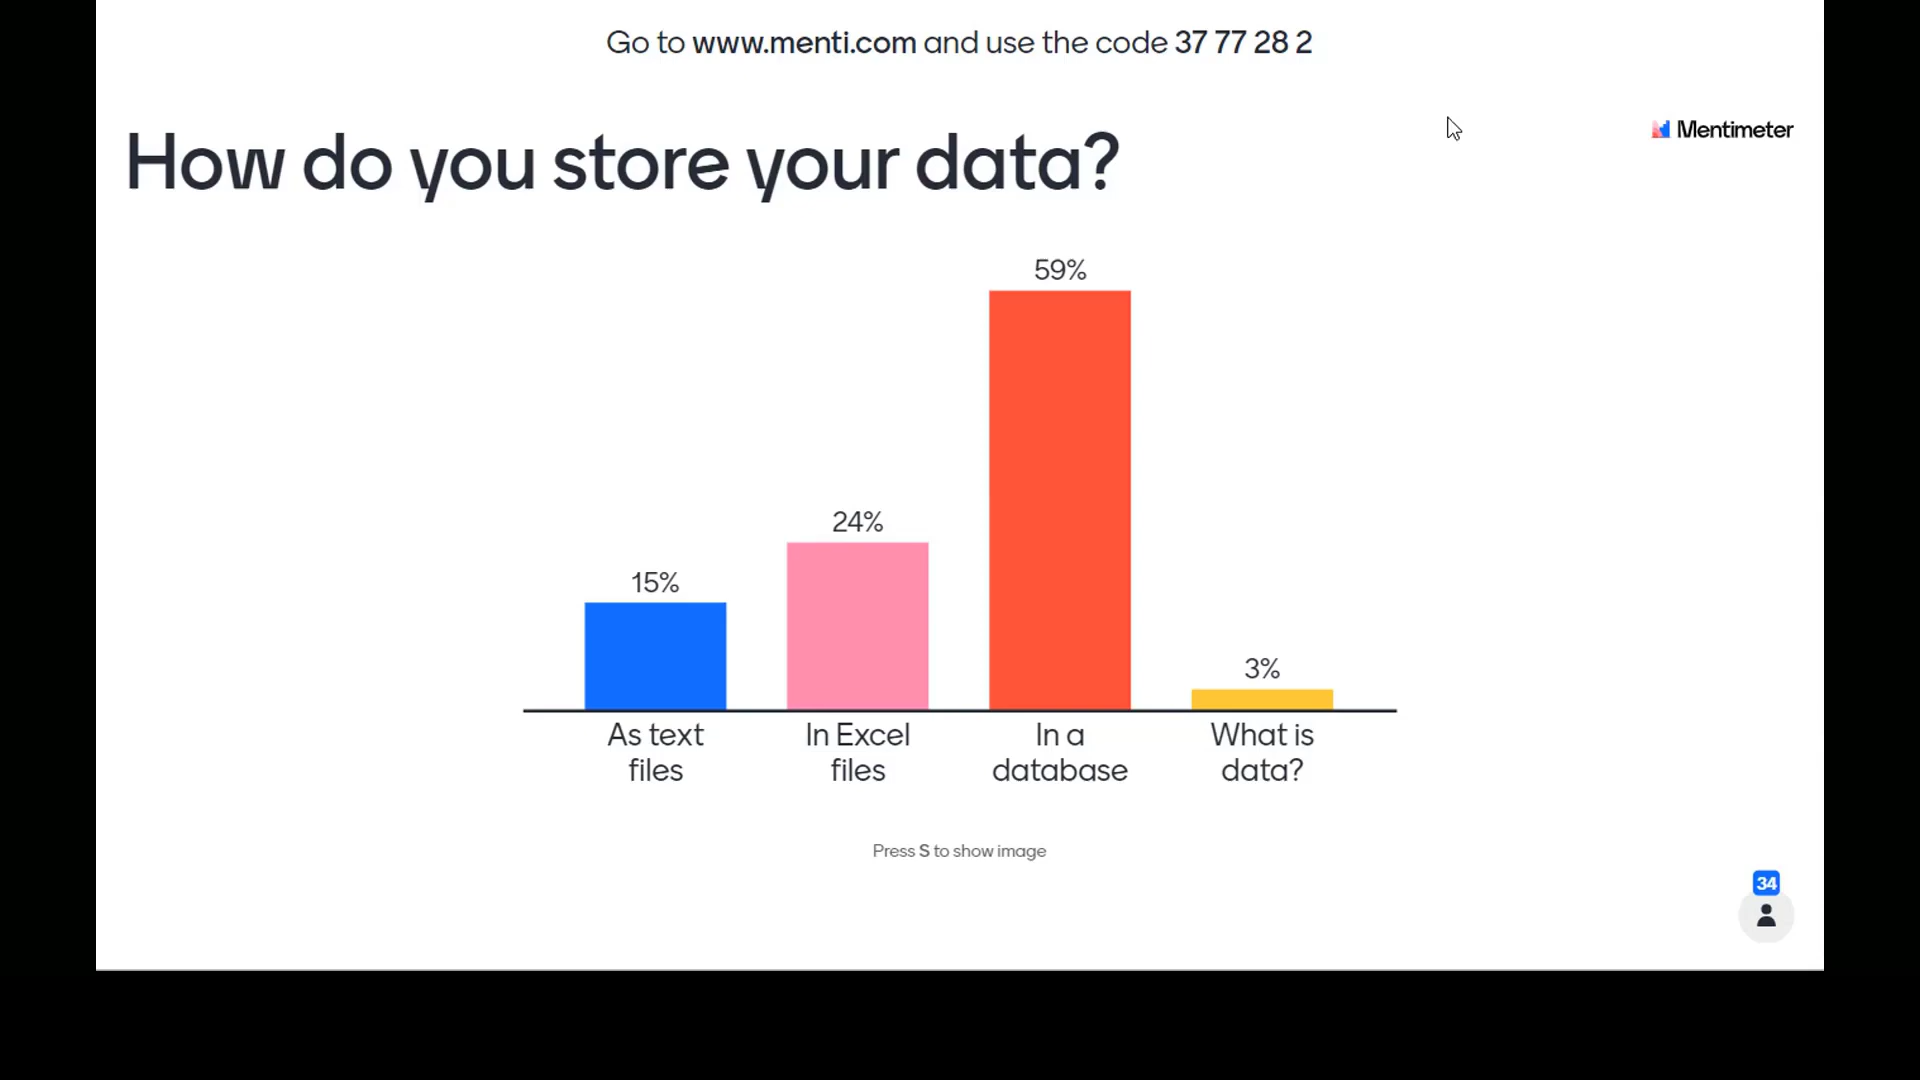 Go to www.menti.com and use the code 37 77 28 2
Mentimeter
How do you store your data?
59%
24%
15%
3%
As text
files
In Excel
files
In a
database
What is
data?
Press S to show image
34